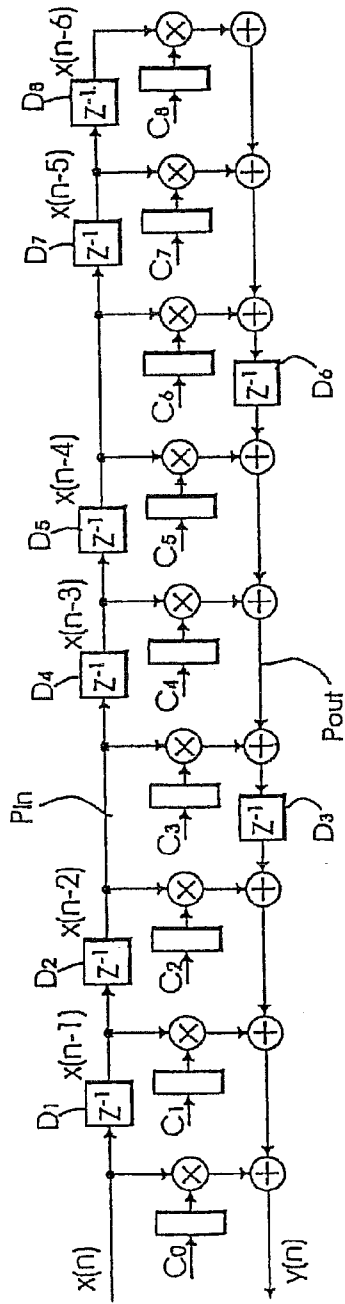 x(n)
D1
Z-1
x(n-1)
D2
Z-1
x(n-2)
PIn
D4
Z-1
x(n-3)
D5
Z-1
x(n-4)
D7
Z-1
x(n-5)
D8
Z-1
x(n-6)
C0
C1
C2
C3
C4
C5
C6
C7
C8
y(n)
Z-1
D3
Pout
Z-1
D6